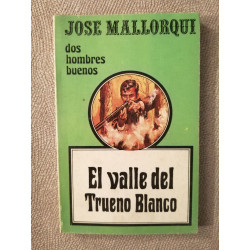 JOSE MALLORQUI
dos
hombres
buenos
El valle del
Trueno Blanco